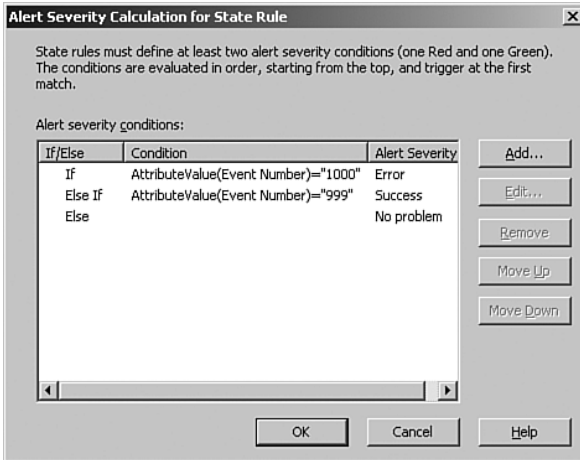 Alert Severity Calculation for State Rule
State rules must define at least two alert severity conditions (one Red and one Green).
The conditions are evaluated in order, starting from the top, and trigger at the first
match.
Alert severity conditions:
If/Else Condition Alert Severity
If AttributeValue(Event Number)="1000" Error
Else If AttributeValue(Event Number)="999" Success
Else No problem
Add...
Edit...
Remove
Move Up
Move Down
OK Cancel Help